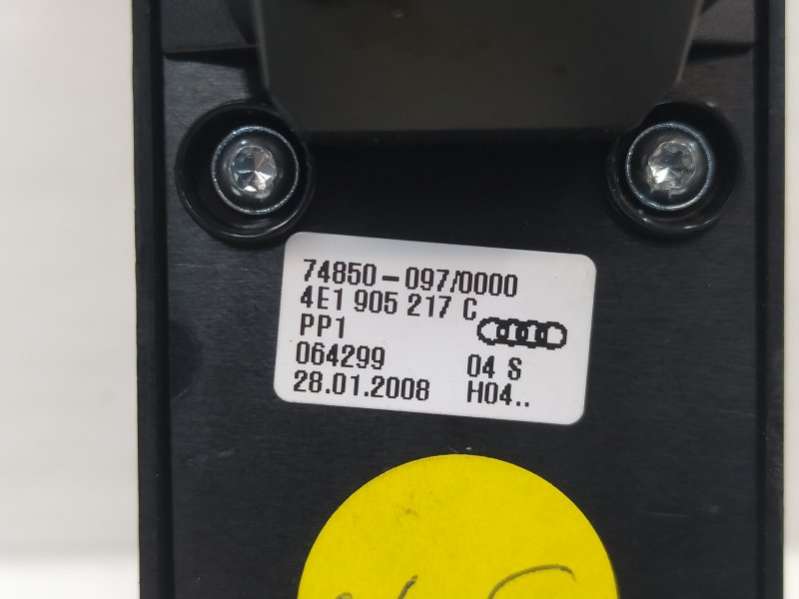 74850-097/0000
4E1 905 217 C
PP1
064299 04 S
28.01.2008 H04..